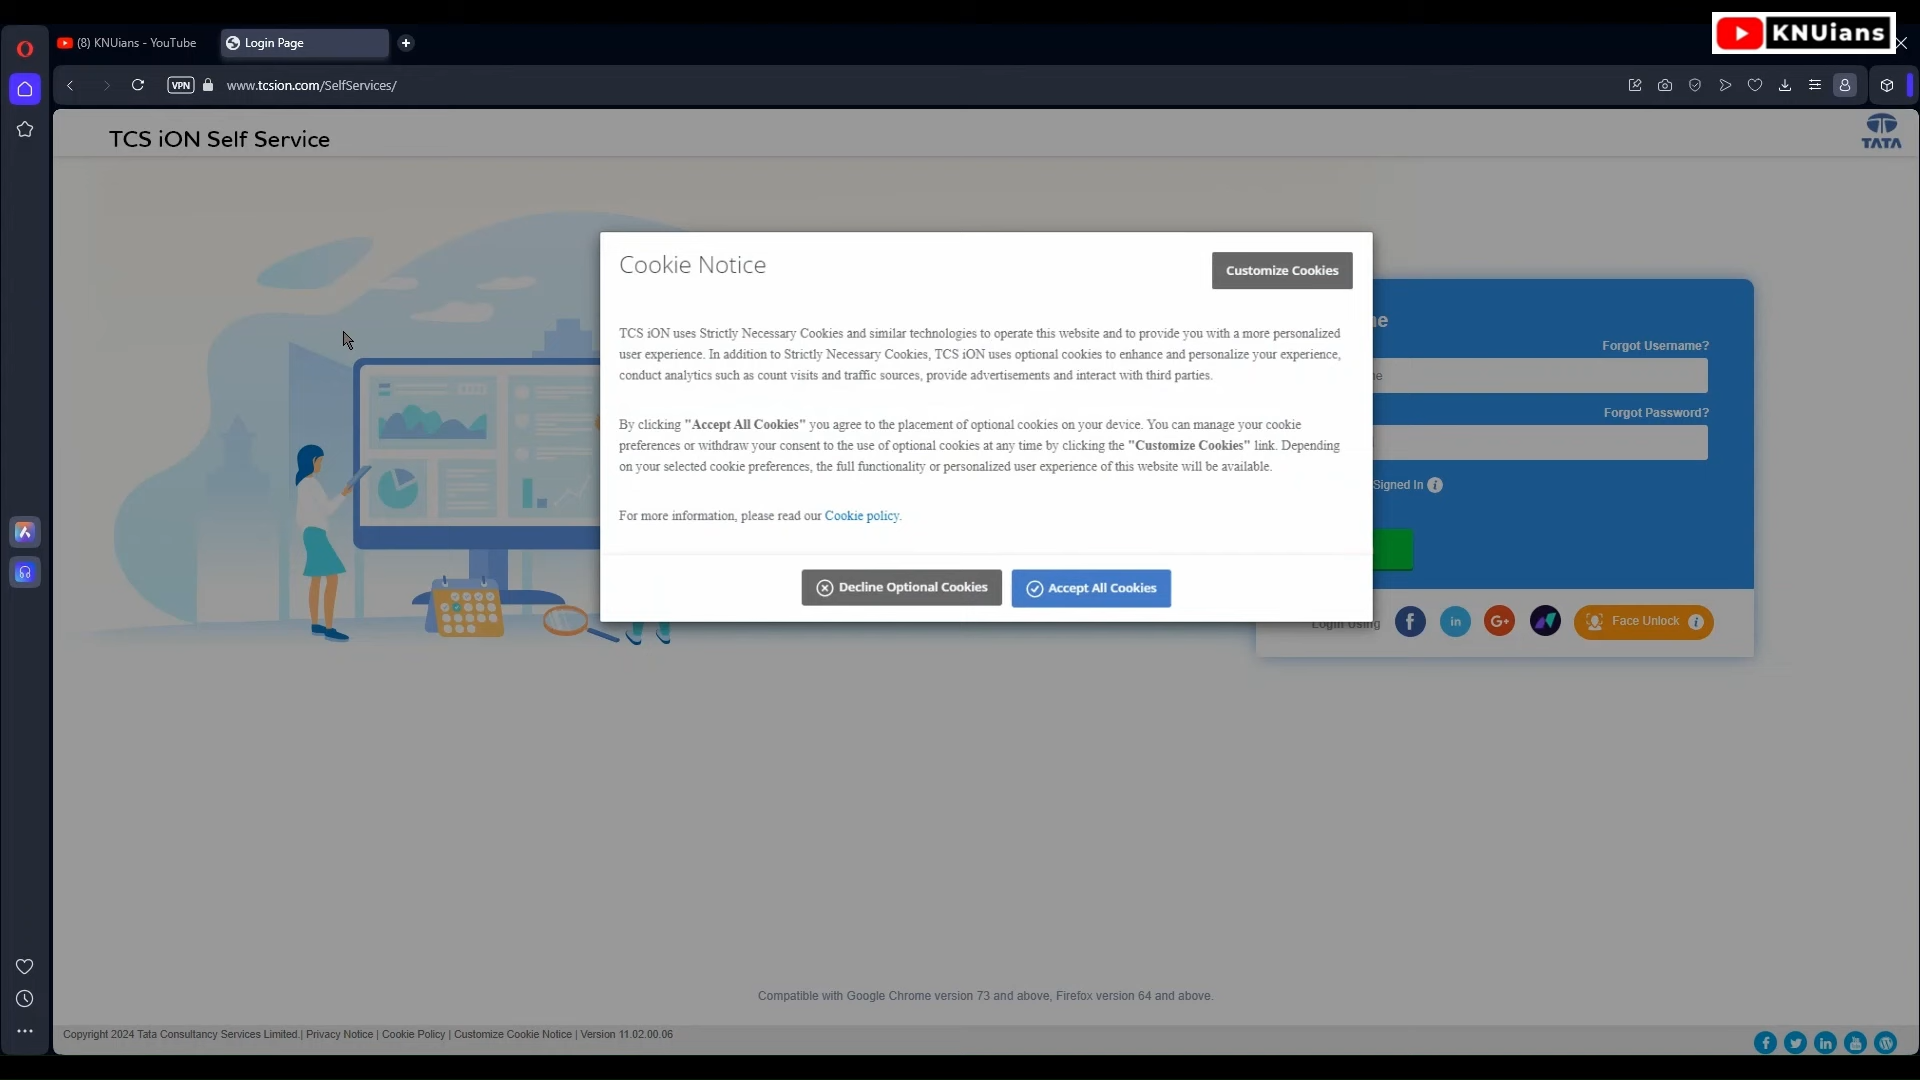 KNUians
(8) KNUians - YouTube
Login Page
VPN
www.tcsion.com/SelfServices/
TCS iON Self Service
TATA
Cookie Notice
Customize Cookies
TCS iON uses Strictly Necessary Cookies and similar technologies to operate this website and to provide you with a more personalized
user experience. In addition to Strictly Necessary Cookies, TCS iON uses optional cookies to enhance and personalize your experience,
conduct analytics such as count visits and traffic sources, provide advertisements and interact with third parties.
By clicking "Accept All Cookies" you agree to the placement of optional cookies on your device. You can manage your cookie
preferences or withdraw your consent to the use of optional cookies at any time by clicking the "Customize Cookies" link. Depending
on your selected cookie preferences, the full functionality or personalized user experience of this website will be available.
For more information, please read our Cookie policy.
Decline Optional Cookies
Accept All Cookies
Forgot Username?
Forgot Password?
Signed In
Login Using
Face Unlock
Compatible with Google Chrome version 73 and above, Firefox version 64 and above.
Copyright 2024 Tata Consultancy Services Limited | Privacy Notice | Cookie Policy | Customize Cookie Notice | Version 11.02.00.06